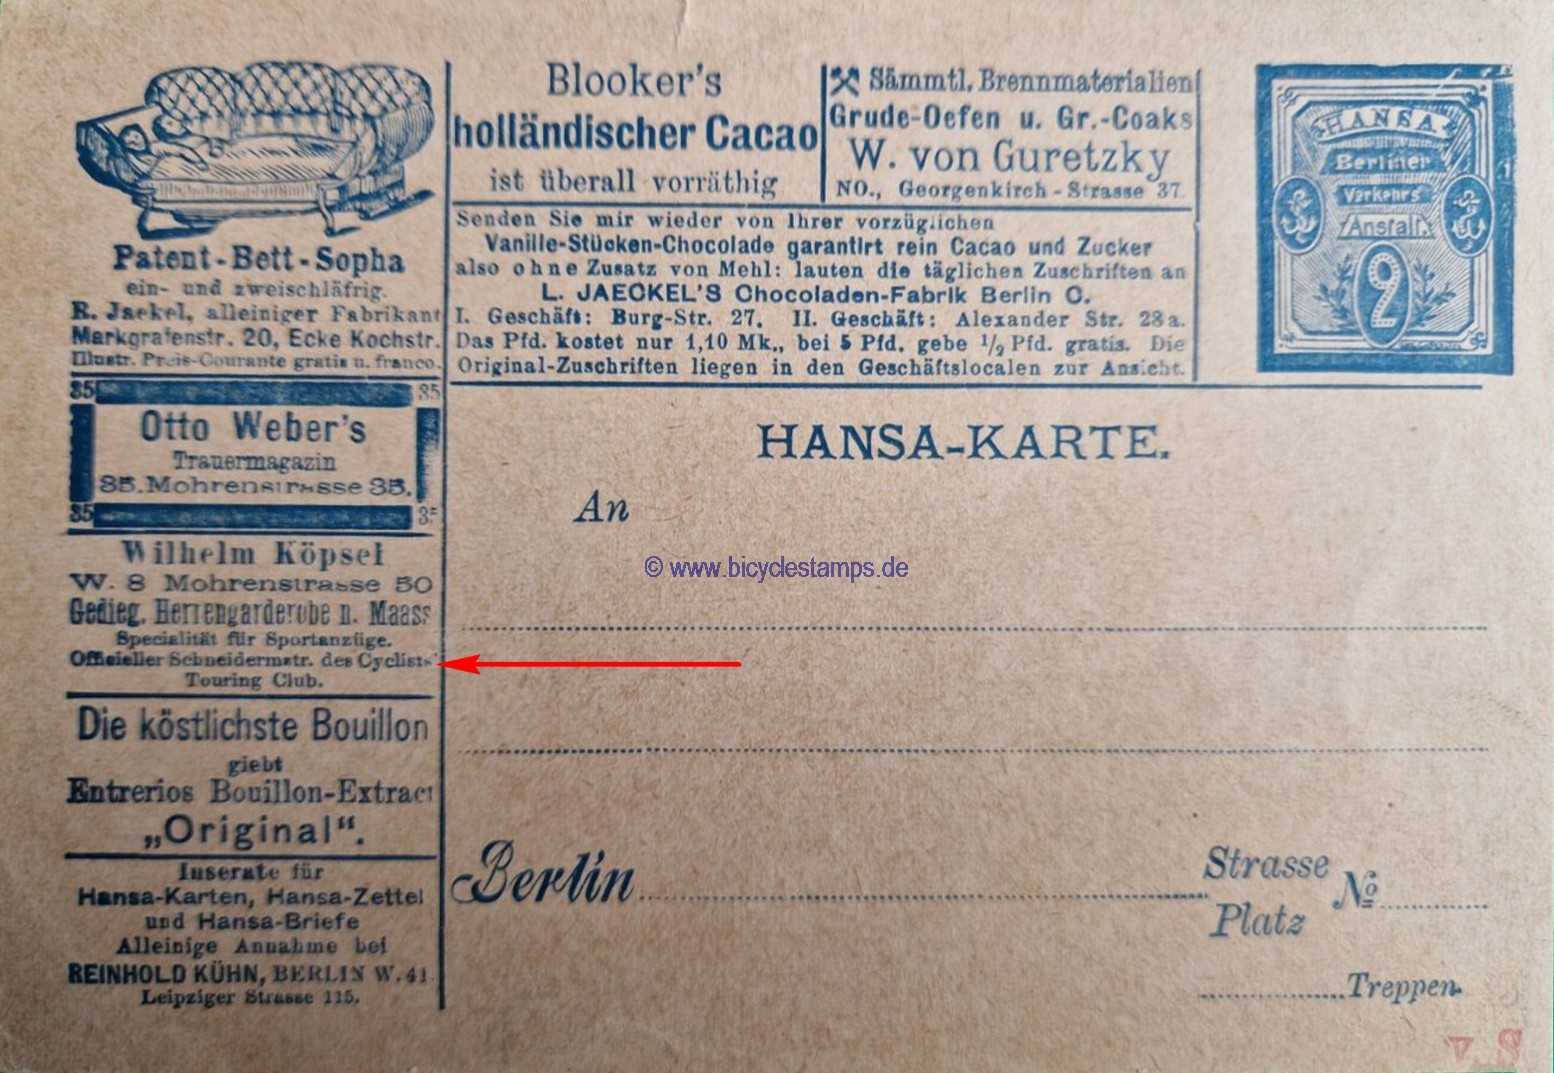 Patent-Bett-Sopha
ein- und zweischläfrig.
R. Jaekel, alleiniger Fabrikant
Markgrafenstr. 20, Ecke Kochstr.
Illustr. Preis-Courante gratis u. franco.
35 35
Otto Weber's
Trauermagazin
35. Mohrenstrasse 35.
35 35
Wilhelm Köpsel
W. 8 Mohrenstrasse 50
Gedieg. Herrengarderobe n. Maass
Specialität für Sportanzüge.
Officieller Schneidermstr. des Cyclists'
Touring Club.
Die köstlichste Bouillon
giebt
Entrerios Bouillon-Extract
„Original“.
Inserate für
Hansa-Karten, Hansa-Zettel
und Hansa-Briefe
Alleinige Annahme bei
REINHOLD KÜHN, BERLIN W. 41.
Leipziger Strasse 115.
Blooker's
holländischer Cacao
ist überall vorräthig
Sämmtl. Brennmaterialien
Grude-Oefen u. Gr.-Coaks
W. von Guretzky
NO., Georgenkirch-Strasse 37.
Senden Sie mir wieder von Ihrer vorzüglichen
Vanille-Stücken-Chocolade garantirt rein Cacao und Zucker
also ohne Zusatz von Mehl: lauten die täglichen Zuschriften an
L. JAECKEL'S Chocoladen-Fabrik Berlin C.
I. Geschäft: Burg-Str. 27. II. Geschäft: Alexander Str. 28a.
Das Pfd. kostet nur 1,10 Mk., bei 5 Pfd. gebe 1/2 Pfd. gratis. Die
Original-Zuschriften liegen in den Geschäftslocalen zur Ansicht.
HANSA
Berliner
Verkehrs
Anstalt.
2
HANSA-KARTE.
An
© www.bicyclestamps.de
Berlin
Strasse
Platz
No
Treppen.
v. S